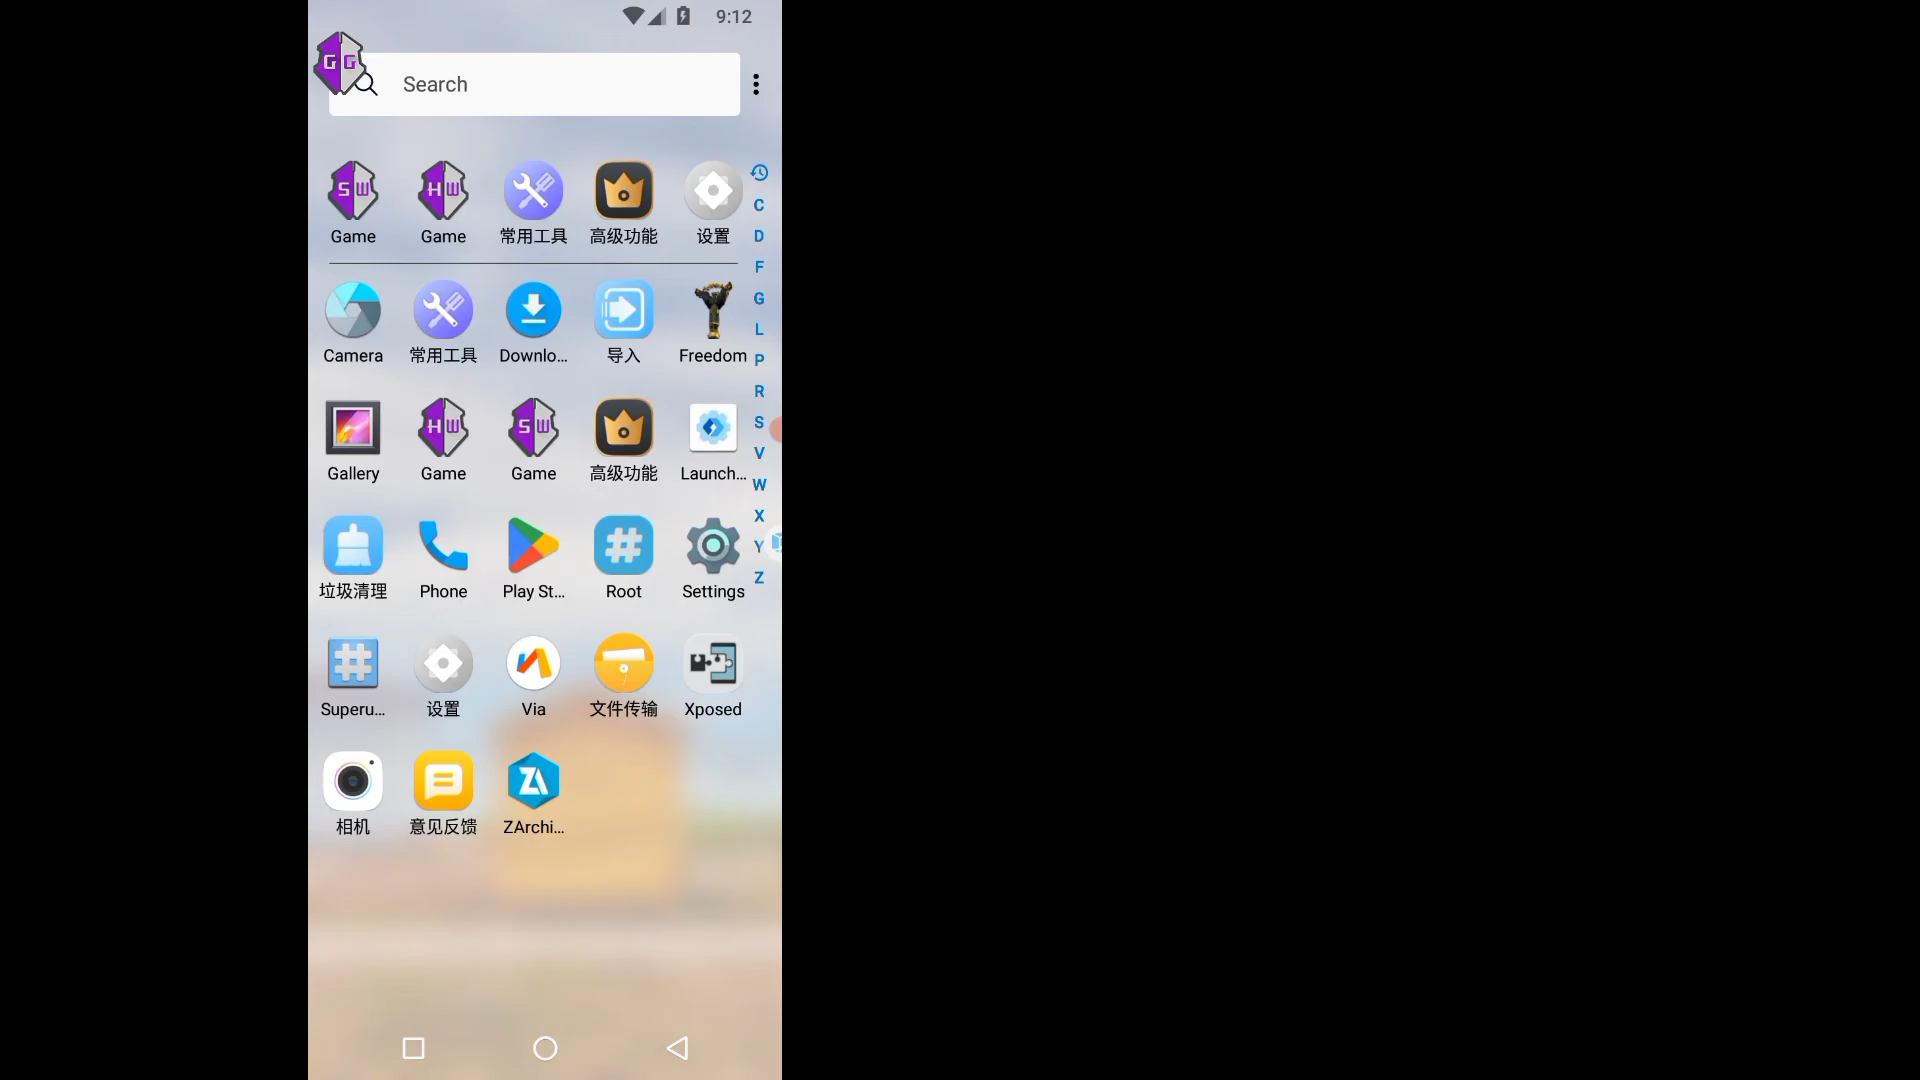 9:12
G G
Search
S W
H W
Game
Game
常用工具
高级功能
设置
C
D
F
G
L
P
R
S
V
W
X
Y
Z
Camera
常用工具
Downlo...
导入
Freedom
H W
S W
Gallery
Game
Game
高级功能
Launch...
垃圾清理
Phone
Play St...
Root
Settings
Superu...
设置
Via
文件传输
Xposed
相机
意见反馈
ZA
ZArchi...